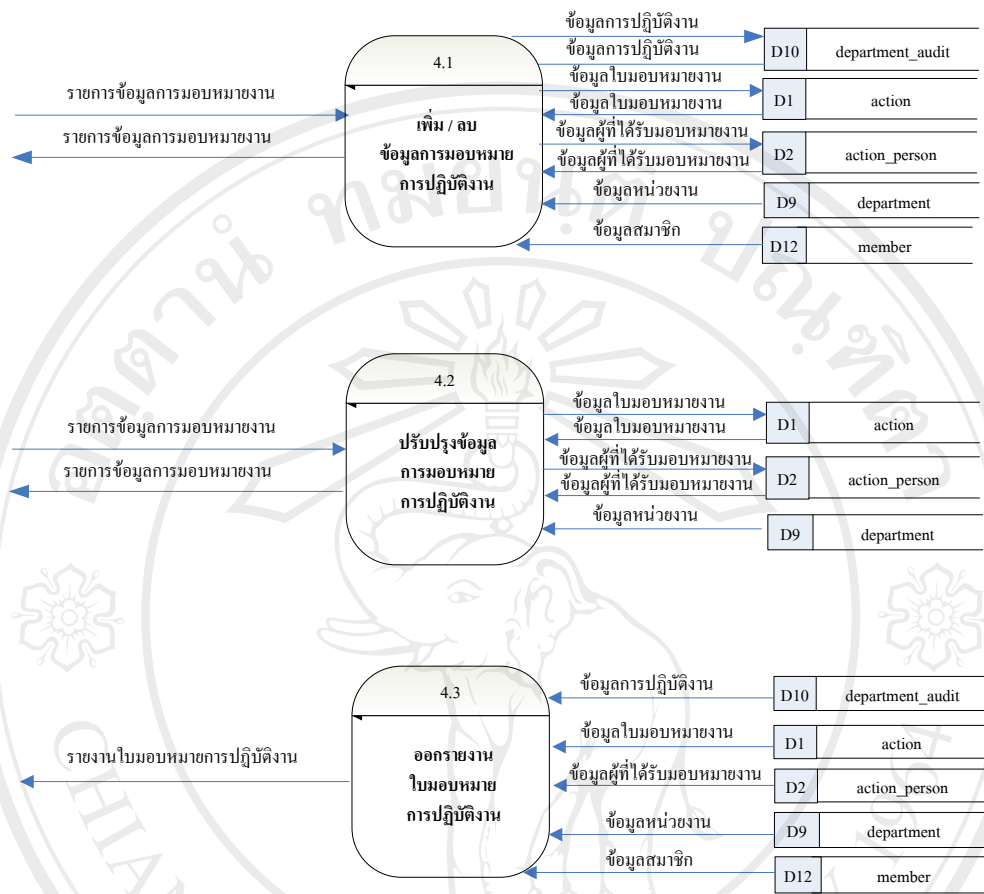 ข้อมูลการปฏิบัติงาน
D10 department_audit
ข้อมูลการปฏิบัติงาน
4.1
ข้อมูลใบมอบหมายงาน
รายการข้อมูลการมอบหมายงาน
D1 action
ข้อมูลใบมอบหมายงาน
เพิ่ม / ลบ
ข้อมูลการมอบหมาย
การปฏิบัติงาน
ข้อมูลผู้ที่ได้รับมอบหมายงาน
รายการข้อมูลการมอบหมายงาน
D2 action_person
ข้อมูลผู้ที่ได้รับมอบหมายงาน
ข้อมูลหน่วยงาน
D9 department
ข้อมูลสมาชิก
D12 member
4.2
ข้อมูลใบมอบหมายงาน
รายการข้อมูลการมอบหมายงาน
D1 action
ข้อมูลใบมอบหมายงาน
ปรับปรุงข้อมูล
การมอบหมาย
การปฏิบัติงาน
ข้อมูลผู้ที่ได้รับมอบหมายงาน
รายการข้อมูลการมอบหมายงาน
D2 action_person
ข้อมูลผู้ที่ได้รับมอบหมายงาน
ข้อมูลหน่วยงาน
D9 department
4.3
ข้อมูลการปฏิบัติงาน
D10 department_audit
ข้อมูลใบมอบหมายงาน
D1 action
รายงานใบมอบหมายการปฏิบัติงาน
ออกรายงาน
ใบมอบหมาย
การปฏิบัติงาน
ข้อมูลผู้ที่ได้รับมอบหมายงาน
D2 action_person
ข้อมูลหน่วยงาน
D9 department
ข้อมูลสมาชิก
D12 member
CHIAN
1964